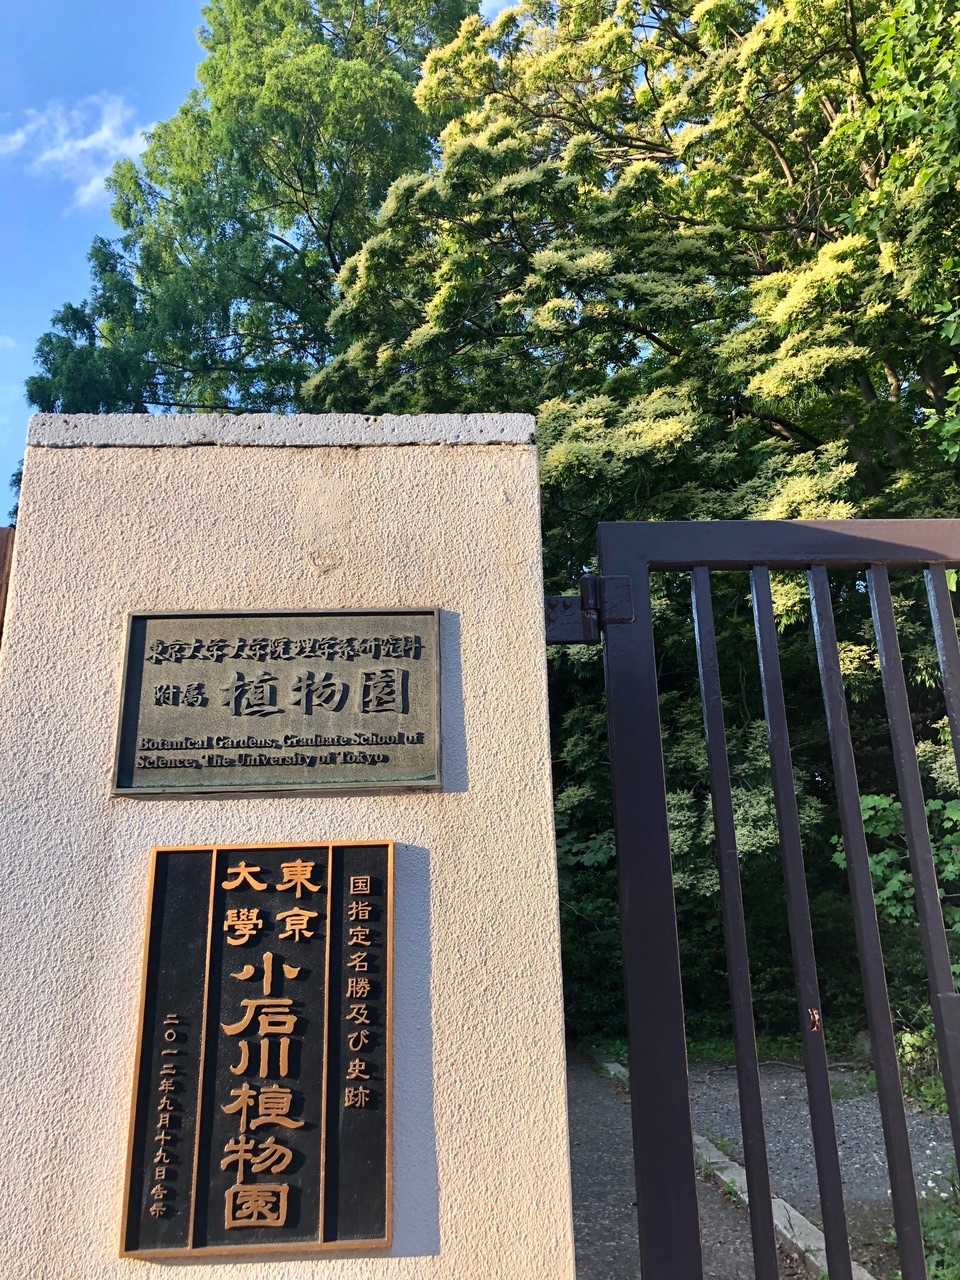 東京大学大学院理学系研究科
附属 植物園
Botanical Gardens, Graduate School of
Science, The University of Tokyo
国指定名勝及び史跡
東京
大學
小石川植物園
二〇一二年九月十九日告示